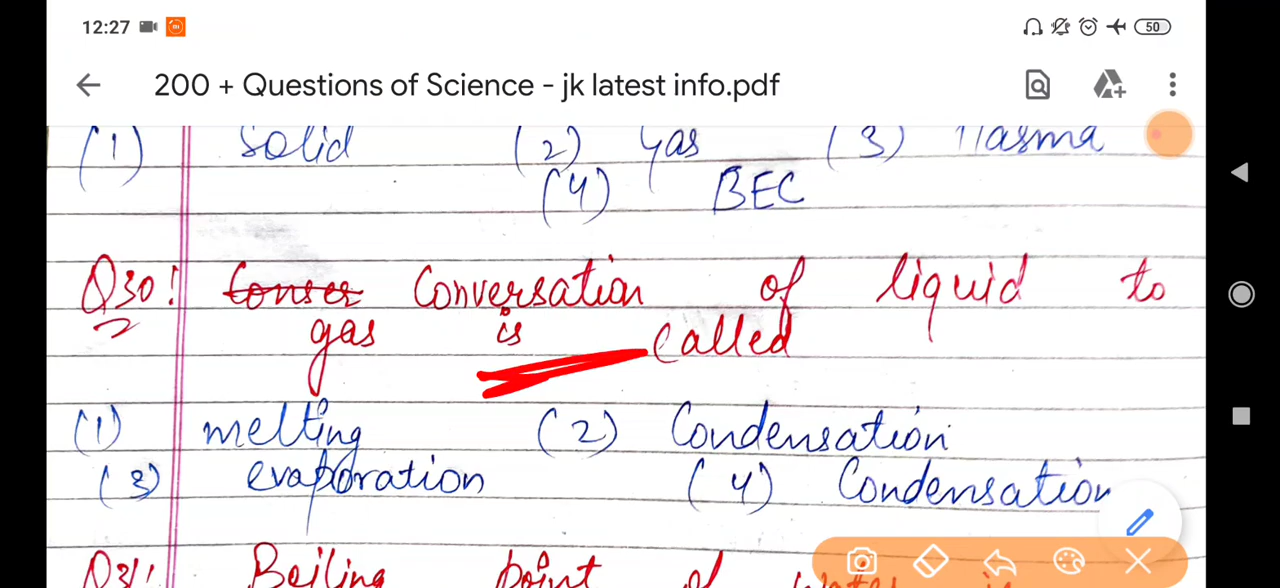 12:27 50
200 + Questions of Science - jk latest info.pdf
(1) Solid (2) Gas (3) Plasma
(4) BEC
Q30! Conser Conversation of liquid to
gas is called
(1) melting (2) Condensation
(3) evaporation (4) Condensation
Q31! Boiling point of water is